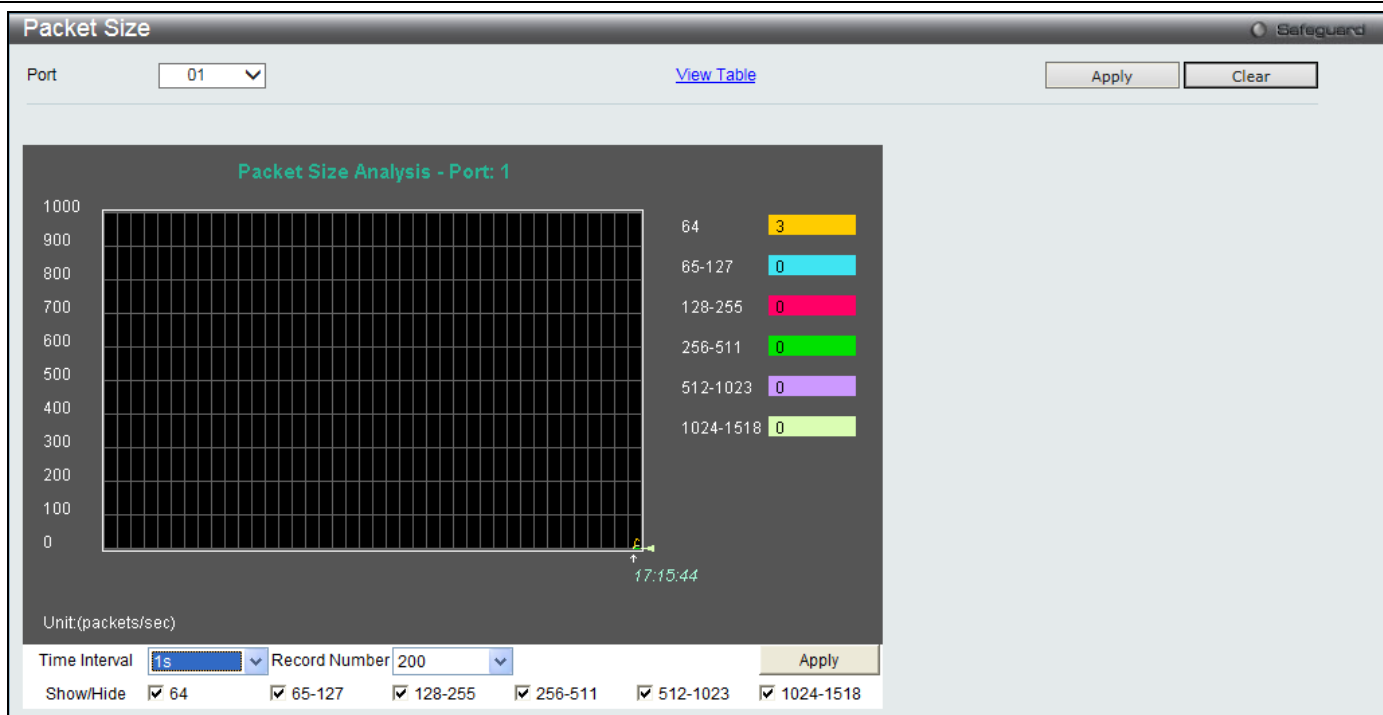 Packet Size
Safeguard
Port 01 View Table Apply Clear
Packet Size Analysis - Port: 1
1000
900
800
700
600
500
400
300
200
100
0
64 3
65-127 0
128-255 0
256-511 0
512-1023 0
1024-1518 0
17:15:44
Unit:(packets/sec)
Time Interval 1s Record Number 200 Apply
Show/Hide 64 65-127 128-255 256-511 512-1023 1024-1518